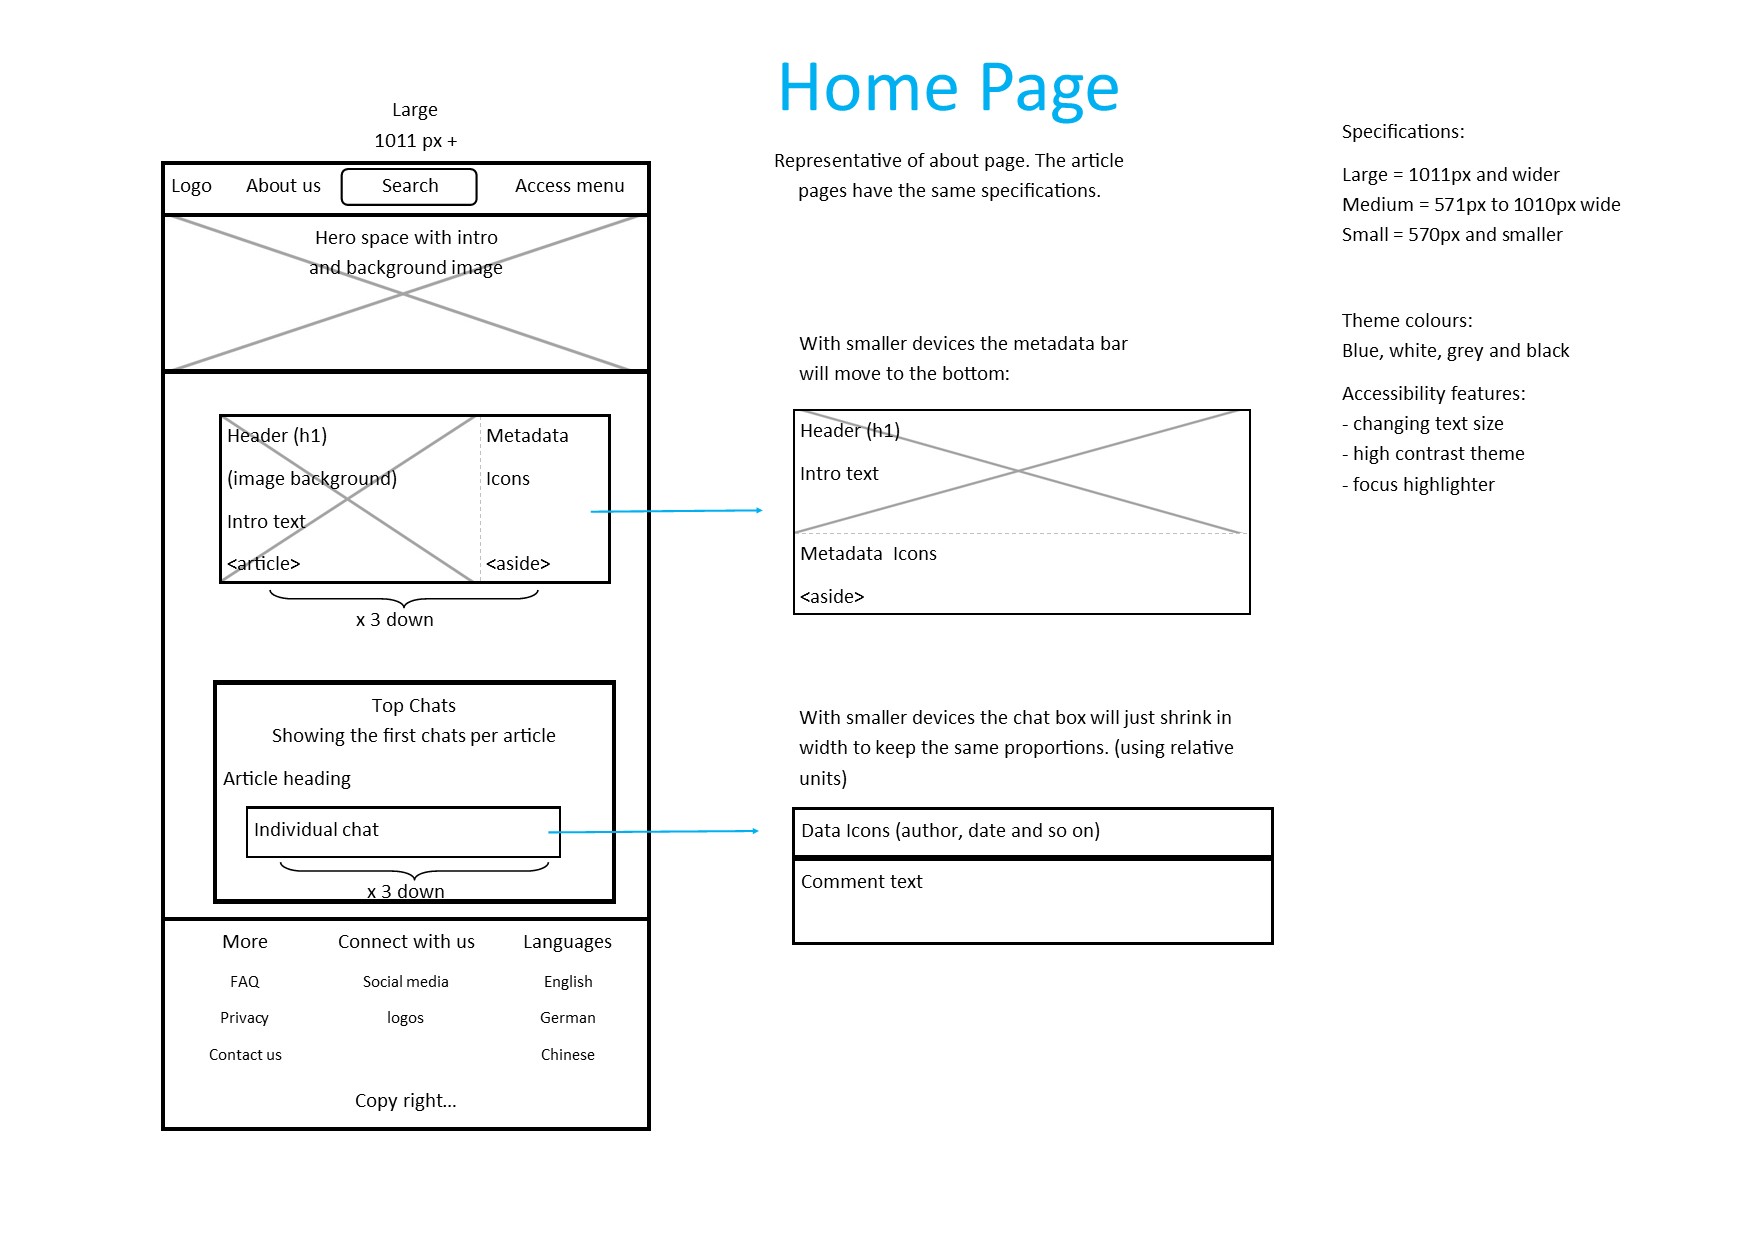 Home Page
Representative of about page. The article
pages have the same specifications.
Large
1011 px +
Logo
About us
Search
Access menu
Hero space with intro
and background image
Header (h1)
(image background)
Intro text
<article>
Metadata
Icons
<aside>
x 3 down
Top Chats
Showing the first chats per article
Article heading
Individual chat
x 3 down
More
FAQ
Privacy
Contact us
Connect with us
Social media
logos
Languages
English
German
Chinese
Copy right...
With smaller devices the metadata bar
will move to the bottom:
Header (h1)
Intro text
Metadata  Icons
<aside>
With smaller devices the chat box will just shrink in
width to keep the same proportions. (using relative
units)
Data Icons (author, date and so on)
Comment text
Specifications:
Large = 1011px and wider
Medium = 571px to 1010px wide
Small = 570px and smaller
Theme colours:
Blue, white, grey and black
Accessibility features:
- changing text size
- high contrast theme
- focus highlighter